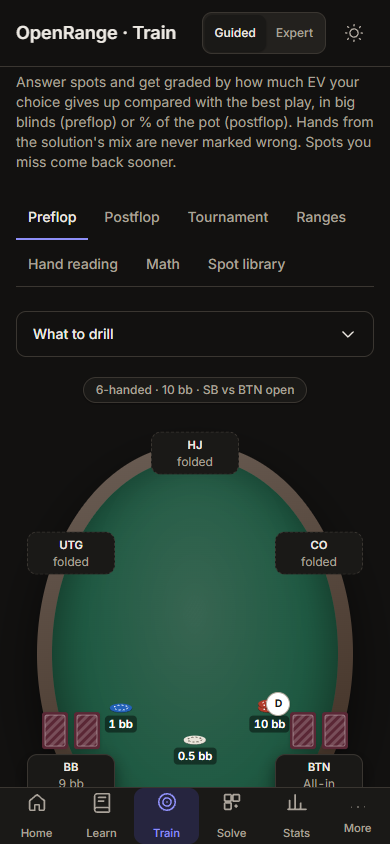 OpenRange · Train
Guided
Expert
Answer spots and get graded by how much EV your
choice gives up compared with the best play, in big
blinds (preflop) or % of the pot (postflop). Hands from
the solution's mix are never marked wrong. Spots you
miss come back sooner.
Preflop
Postflop
Tournament
Ranges
Hand reading
Math
Spot library
What to drill
6-handed · 10 bb · SB vs BTN open
HJ
folded
UTG
folded
CO
folded
D
1 bb
10 bb
0.5 bb
BB
9 bb
BTN
All-in
Home
Learn
Train
Solve
Stats
More